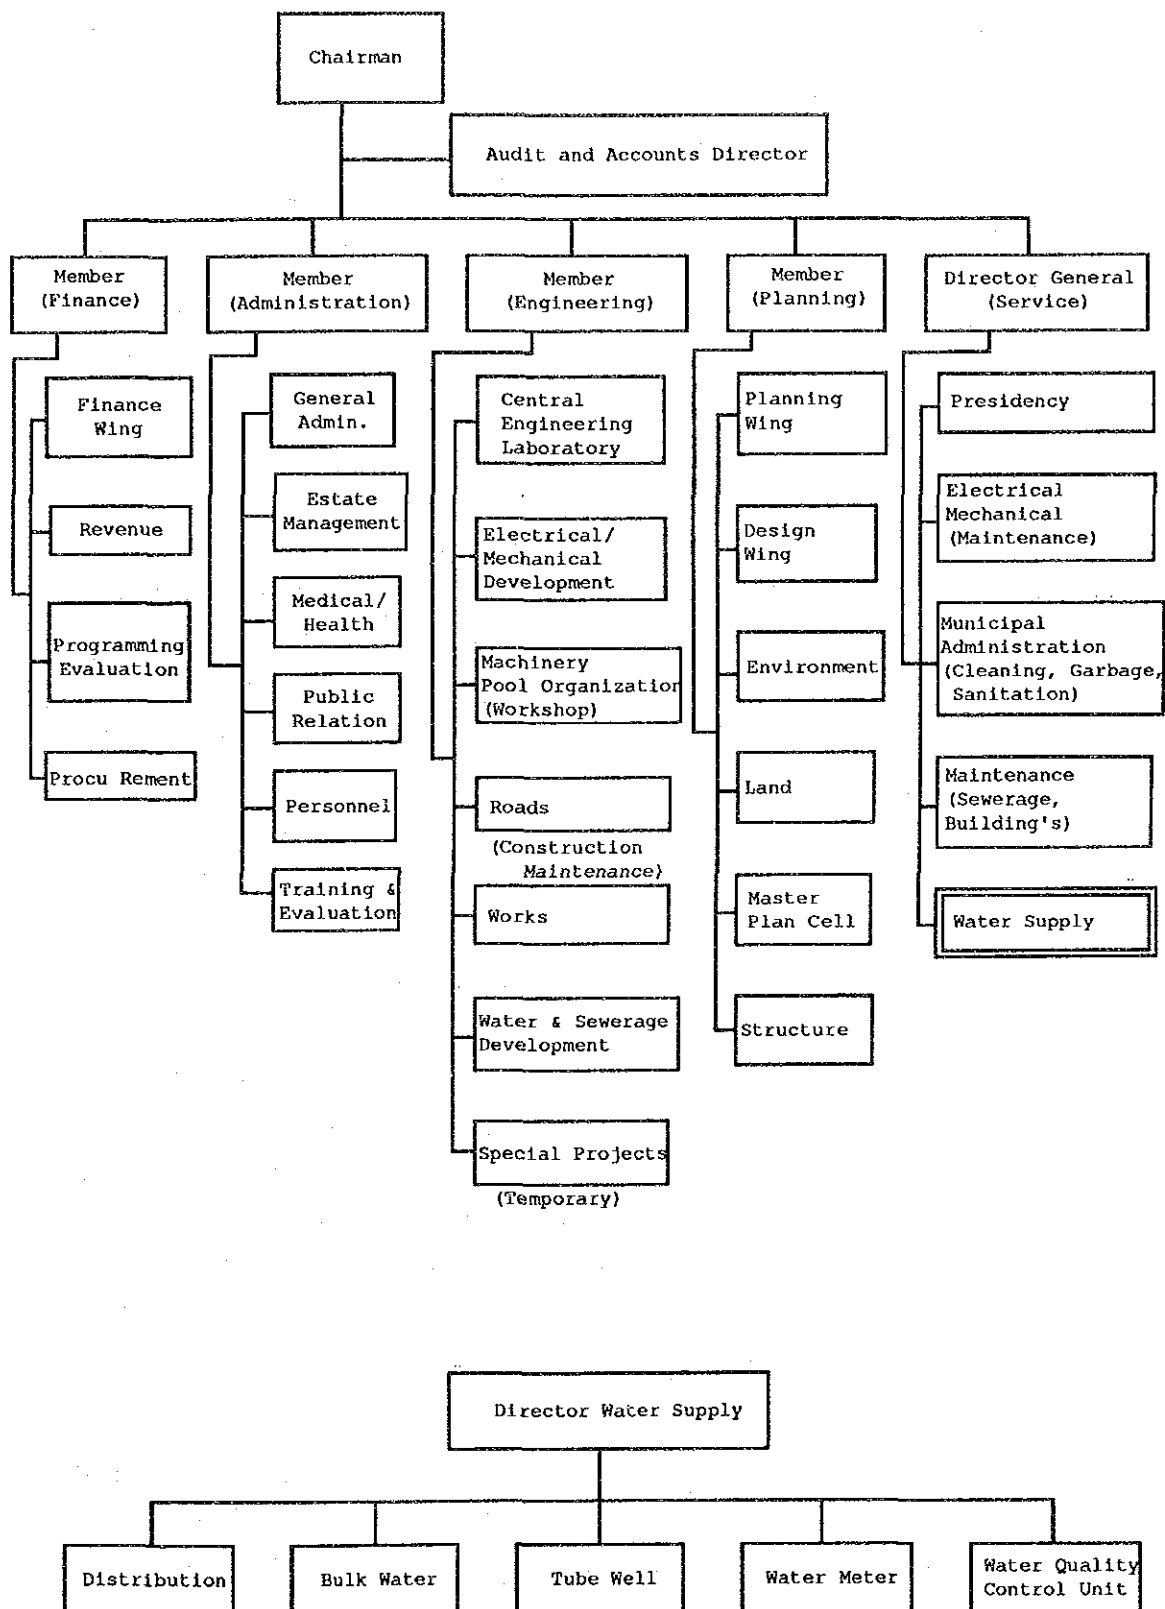 Chairman
Audit and Accounts Director
Member
(Finance)
Member
(Administration)
Member
(Engineering)
Member
(Planning)
Director General
(Service)
Finance
Wing
Revenue
Programming
Evaluation
Procu Rement
General
Admin.
Estate
Management
Medical/
Health
Public
Relation
Personnel
Training &
Evaluation
Central
Engineering
Laboratory
Electrical/
Mechanical
Development
Machinery
Pool Organization
(Workshop)
Roads
(Construction
Maintenance)
Works
Water & Sewerage
Development
Special Projects
(Temporary)
Planning
Wing
Design
Wing
Environment
Land
Master
Plan Cell
Structure
Presidency
Electrical
Mechanical
(Maintenance)
Municipal
Administration
(Cleaning, Garbage,
Sanitation)
Maintenance
(Sewerage,
Building's)
Water Supply
Director Water Supply
Distribution
Bulk Water
Tube Well
Water Meter
Water Quality
Control Unit